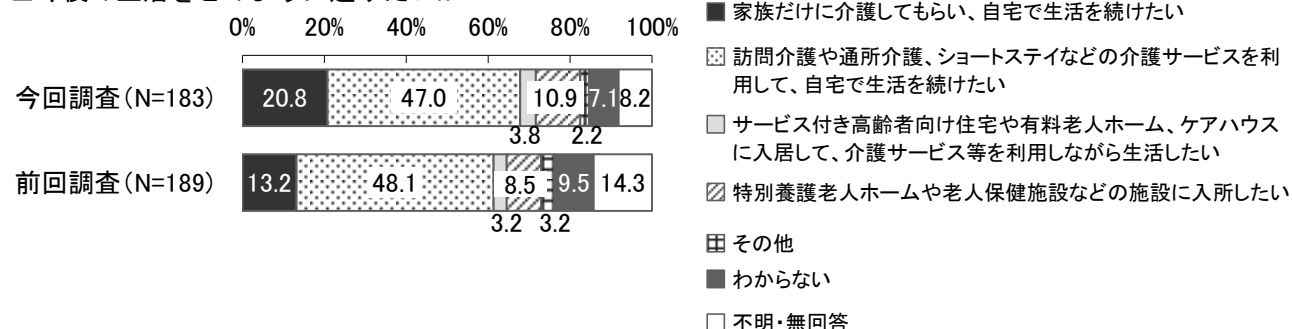 0%
20%
40%
60%
80%
100%
今回調査(N=183)
20.8
47.0
10.9
7.1
8.2
3.8
2.2
前回調査(N=189)
13.2
48.1
8.5
9.5
14.3
3.2
3.2
家族だけに介護してもらい、自宅で生活を続けたい
訪問介護や通所介護、ショートステイなどの介護サービスを利
用して、自宅で生活を続けたい
サービス付き高齢者向け住宅や有料老人ホーム、ケアハウス
に入居して、介護サービス等を利用しながら生活したい
特別養護老人ホームや老人保健施設などの施設に入所したい
その他
わからない
不明・無回答